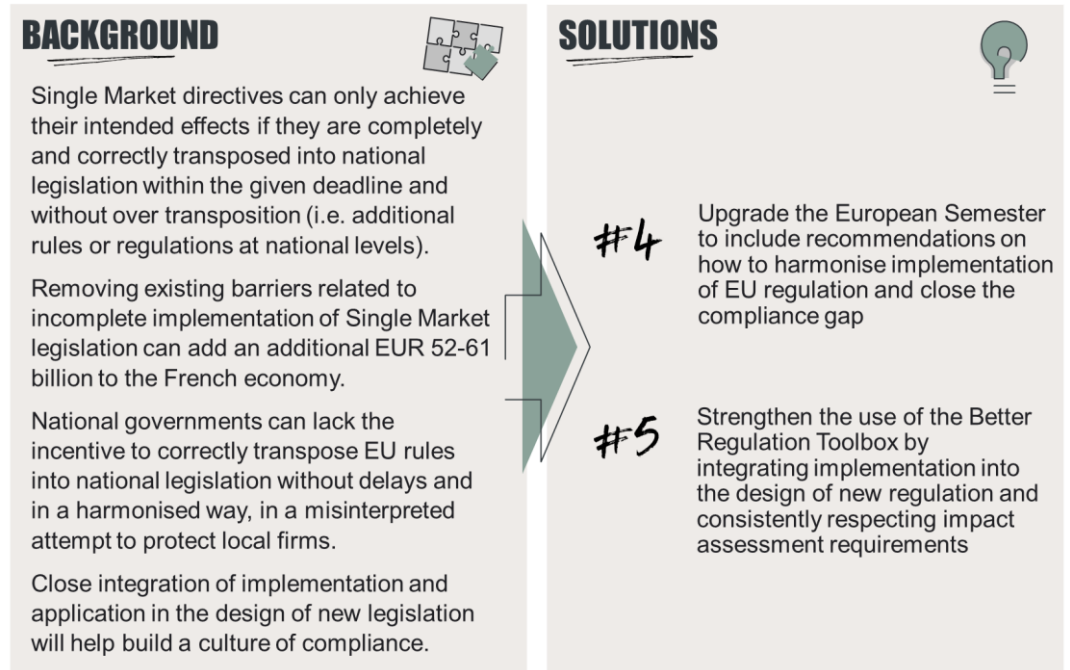 BACKGROUND
Single Market directives can only achieve
their intended effects if they are completely
and correctly transposed into national
legislation within the given deadline and
without over transposition (i.e. additional
rules or regulations at national levels).
Removing existing barriers related to
incomplete implementation of Single Market
legislation can add an additional EUR 52-61
billion to the French economy.
National governments can lack the
incentive to correctly transpose EU rules
into national legislation without delays and
in a harmonised way, in a misinterpreted
attempt to protect local firms.
Close integration of implementation and
application in the design of new legislation
will help build a culture of compliance.
SOLUTIONS
#4
Upgrade the European Semester
to include recommendations on
how to harmonise implementation
of EU regulation and close the
compliance gap
#5
Strengthen the use of the Better
Regulation Toolbox by
integrating implementation into
the design of new regulation and
consistently respecting impact
assessment requirements